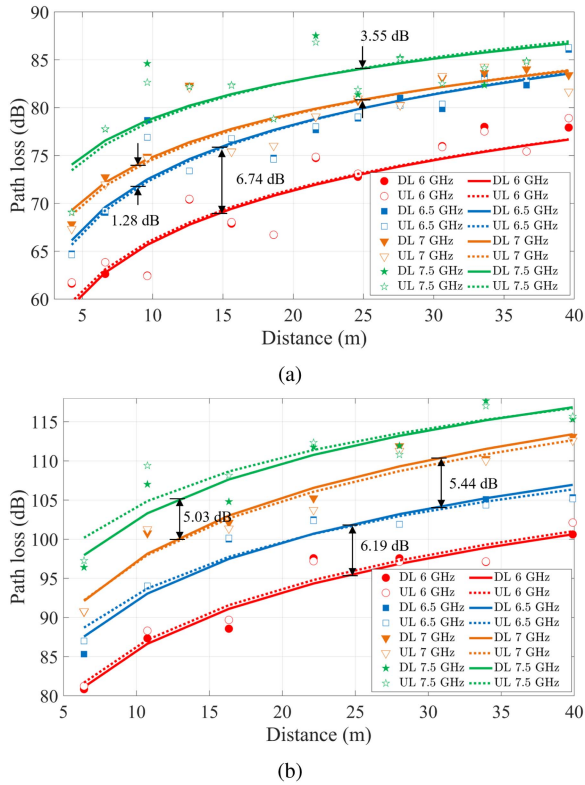 90
85
80
75
70
65
60
Path loss (dB)
3.55 dB
6.74 dB
1.28 dB
DL 6 GHz
UL 6 GHz
DL 6.5 GHz
UL 6.5 GHz
DL 7 GHz
UL 7 GHz
DL 7.5 GHz
UL 7.5 GHz
DL 6 GHz
UL 6 GHz
DL 6.5 GHz
UL 6.5 GHz
DL 7 GHz
UL 7 GHz
DL 7.5 GHz
UL 7.5 GHz
5 10 15 20 25 30 35 40
Distance (m)
(a)
115
110
105
100
95
90
85
80
Path loss (dB)
5.03 dB
5.44 dB
6.19 dB
DL 6 GHz
UL 6 GHz
DL 6.5 GHz
UL 6.5 GHz
DL 7 GHz
UL 7 GHz
DL 7.5 GHz
UL 7.5 GHz
DL 6 GHz
UL 6 GHz
DL 6.5 GHz
UL 6.5 GHz
DL 7 GHz
UL 7 GHz
DL 7.5 GHz
UL 7.5 GHz
5 10 15 20 25 30 35 40
Distance (m)
(b)